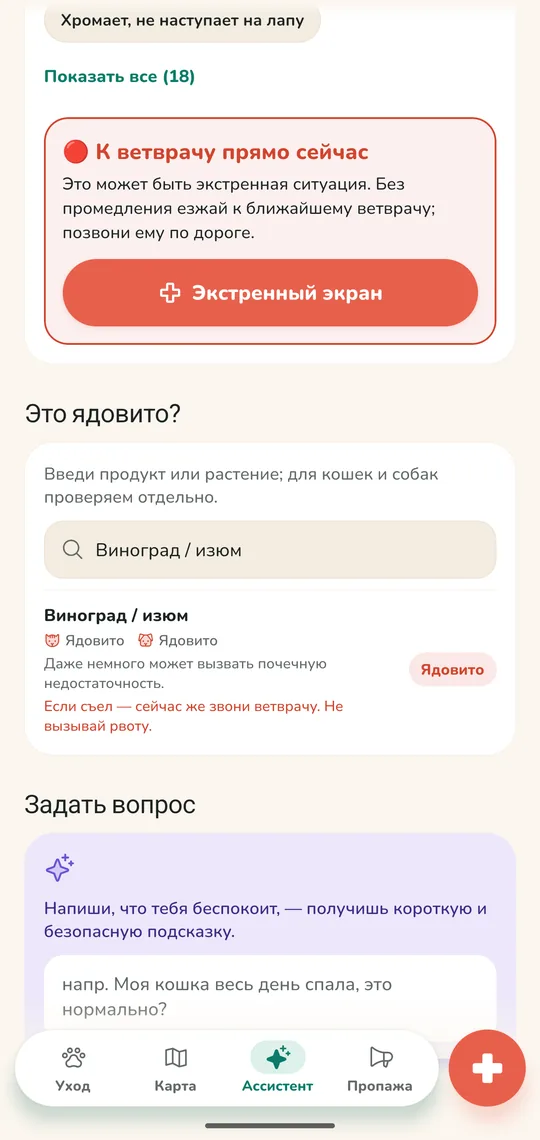 Хромает, не наступает на лапу
Показать все (18)
К ветврачу прямо сейчас
Это может быть экстренная ситуация. Без
промедления езжай к ближайшему ветврачу;
позвони ему по дороге.
Экстренный экран
Это ядовито?
Введи продукт или растение; для кошек и собак
проверяем отдельно.
Виноград / изюм
Виноград / изюм
Ядовито Ядовито
Даже немного может вызвать почечную
недостаточность.
Ядовито
Если съел — сейчас же звони ветврачу. Не
вызывай рвоту.
Задать вопрос
Напиши, что тебя беспокоит, — получишь короткую и
безопасную подсказку.
напр. Моя кошка весь день спала, это
нормально?
Уход Карта Ассистент Пропажа